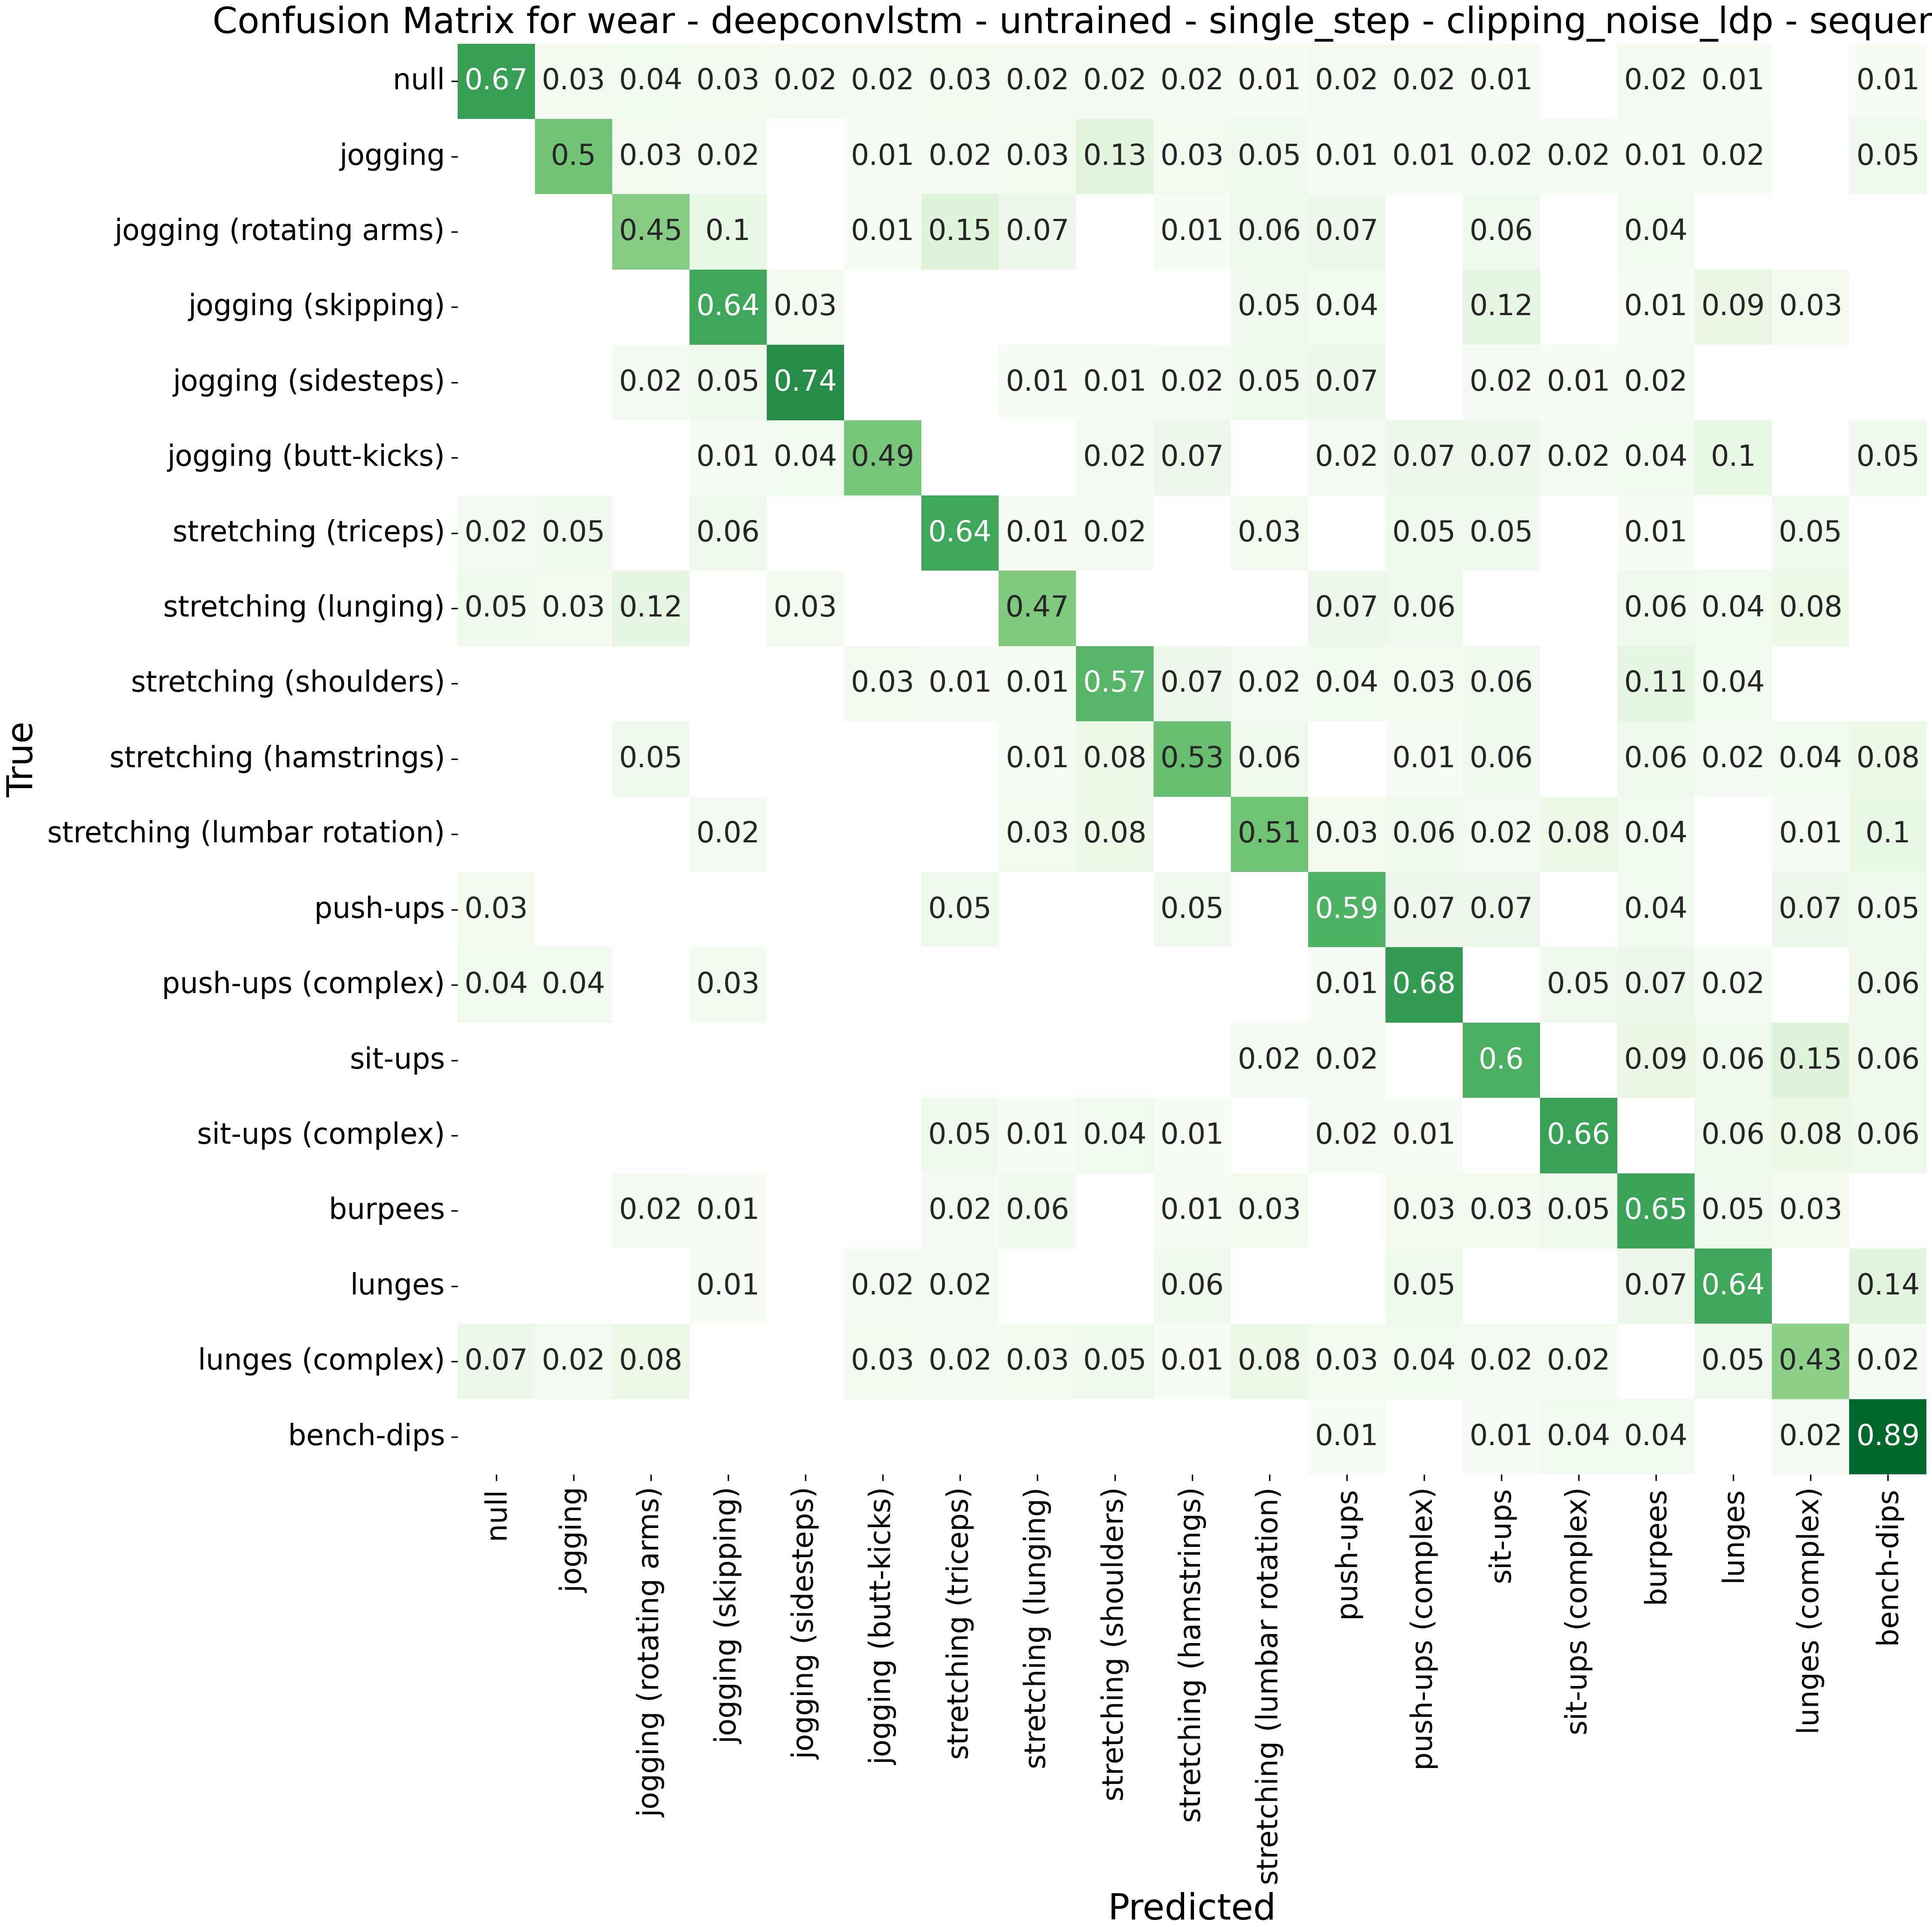 Confusion Matrix for wear - deepconvlstm - untrained - single_step - clipping_noise_ldp - sequen
null 0.67 0.03 0.04 0.03 0.02 0.02 0.03 0.02 0.02 0.02 0.01 0.02 0.02 0.01 0.02 0.01 0.01
jogging 0.5 0.03 0.02 0.01 0.02 0.03 0.13 0.03 0.05 0.01 0.01 0.02 0.02 0.01 0.02 0.05
jogging (rotating arms) 0.45 0.1 0.01 0.15 0.07 0.01 0.06 0.07 0.06 0.04
jogging (skipping) 0.64 0.03 0.05 0.04 0.12 0.01 0.09 0.03
jogging (sidesteps) 0.02 0.05 0.74 0.01 0.01 0.02 0.05 0.07 0.02 0.01 0.02
jogging (butt-kicks) 0.01 0.04 0.49 0.02 0.07 0.02 0.07 0.07 0.02 0.04 0.1 0.05
stretching (triceps) 0.02 0.05 0.06 0.64 0.01 0.02 0.03 0.05 0.05 0.01 0.05
stretching (lunging) 0.05 0.03 0.12 0.03 0.47 0.07 0.06 0.06 0.04 0.08
stretching (shoulders) 0.03 0.01 0.01 0.57 0.07 0.02 0.04 0.03 0.06 0.11 0.04
stretching (hamstrings) 0.05 0.01 0.08 0.53 0.06 0.01 0.06 0.06 0.02 0.04 0.08
stretching (lumbar rotation) 0.02 0.03 0.08 0.51 0.03 0.06 0.02 0.08 0.04 0.01 0.1
push-ups 0.03 0.05 0.05 0.59 0.07 0.07 0.04 0.07 0.05
push-ups (complex) 0.04 0.04 0.03 0.01 0.68 0.05 0.07 0.02 0.06
sit-ups 0.02 0.02 0.6 0.09 0.06 0.15 0.06
sit-ups (complex) 0.05 0.01 0.04 0.01 0.02 0.01 0.66 0.06 0.08 0.06
burpees 0.02 0.01 0.02 0.06 0.01 0.03 0.03 0.03 0.05 0.65 0.05 0.03
lunges 0.01 0.02 0.02 0.06 0.05 0.07 0.64 0.14
lunges (complex) 0.07 0.02 0.08 0.03 0.02 0.03 0.05 0.01 0.08 0.03 0.04 0.02 0.02 0.05 0.43 0.02
bench-dips 0.01 0.01 0.04 0.04 0.02 0.89
True
null
jogging
jogging (rotating arms)
jogging (skipping)
jogging (sidesteps)
jogging (butt-kicks)
stretching (triceps)
stretching (lunging)
stretching (shoulders)
stretching (hamstrings)
stretching (lumbar rotation)
push-ups
push-ups (complex)
sit-ups
sit-ups (complex)
burpees
lunges
lunges (complex)
bench-dips
Predicted